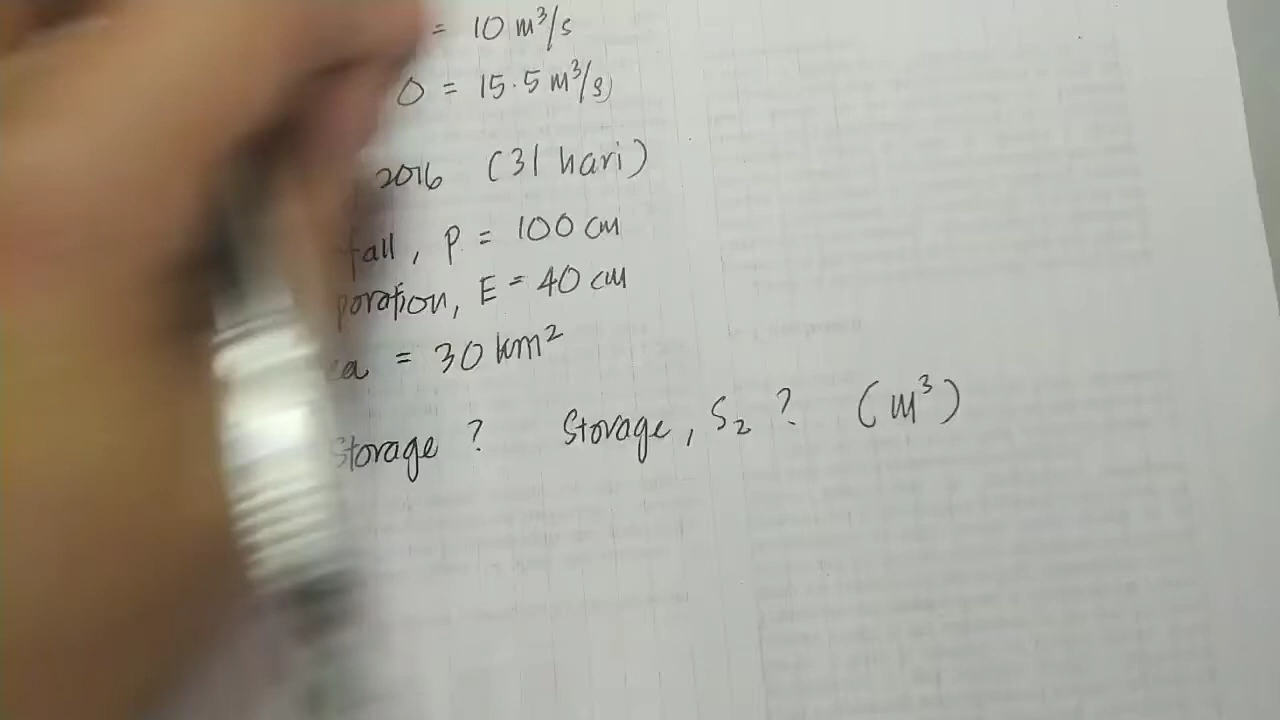 = 10 m³/s
O = 15.5 m³/s
2016 (31 hari)
fall, P = 100 cm
poration, E = 40 cm
ea = 30 km²
Storage ? Storage, S₂ ? (m³)